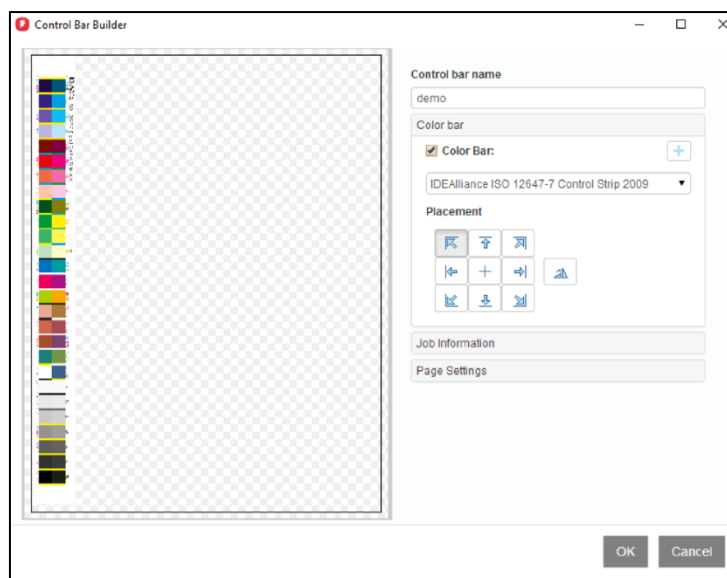 Control Bar Builder
Control bar name
demo
Color bar
Color Bar:
IDEAlliance ISO 12647-7 Control Strip 2009
Placement
Job Information
Page Settings
OK
Cancel